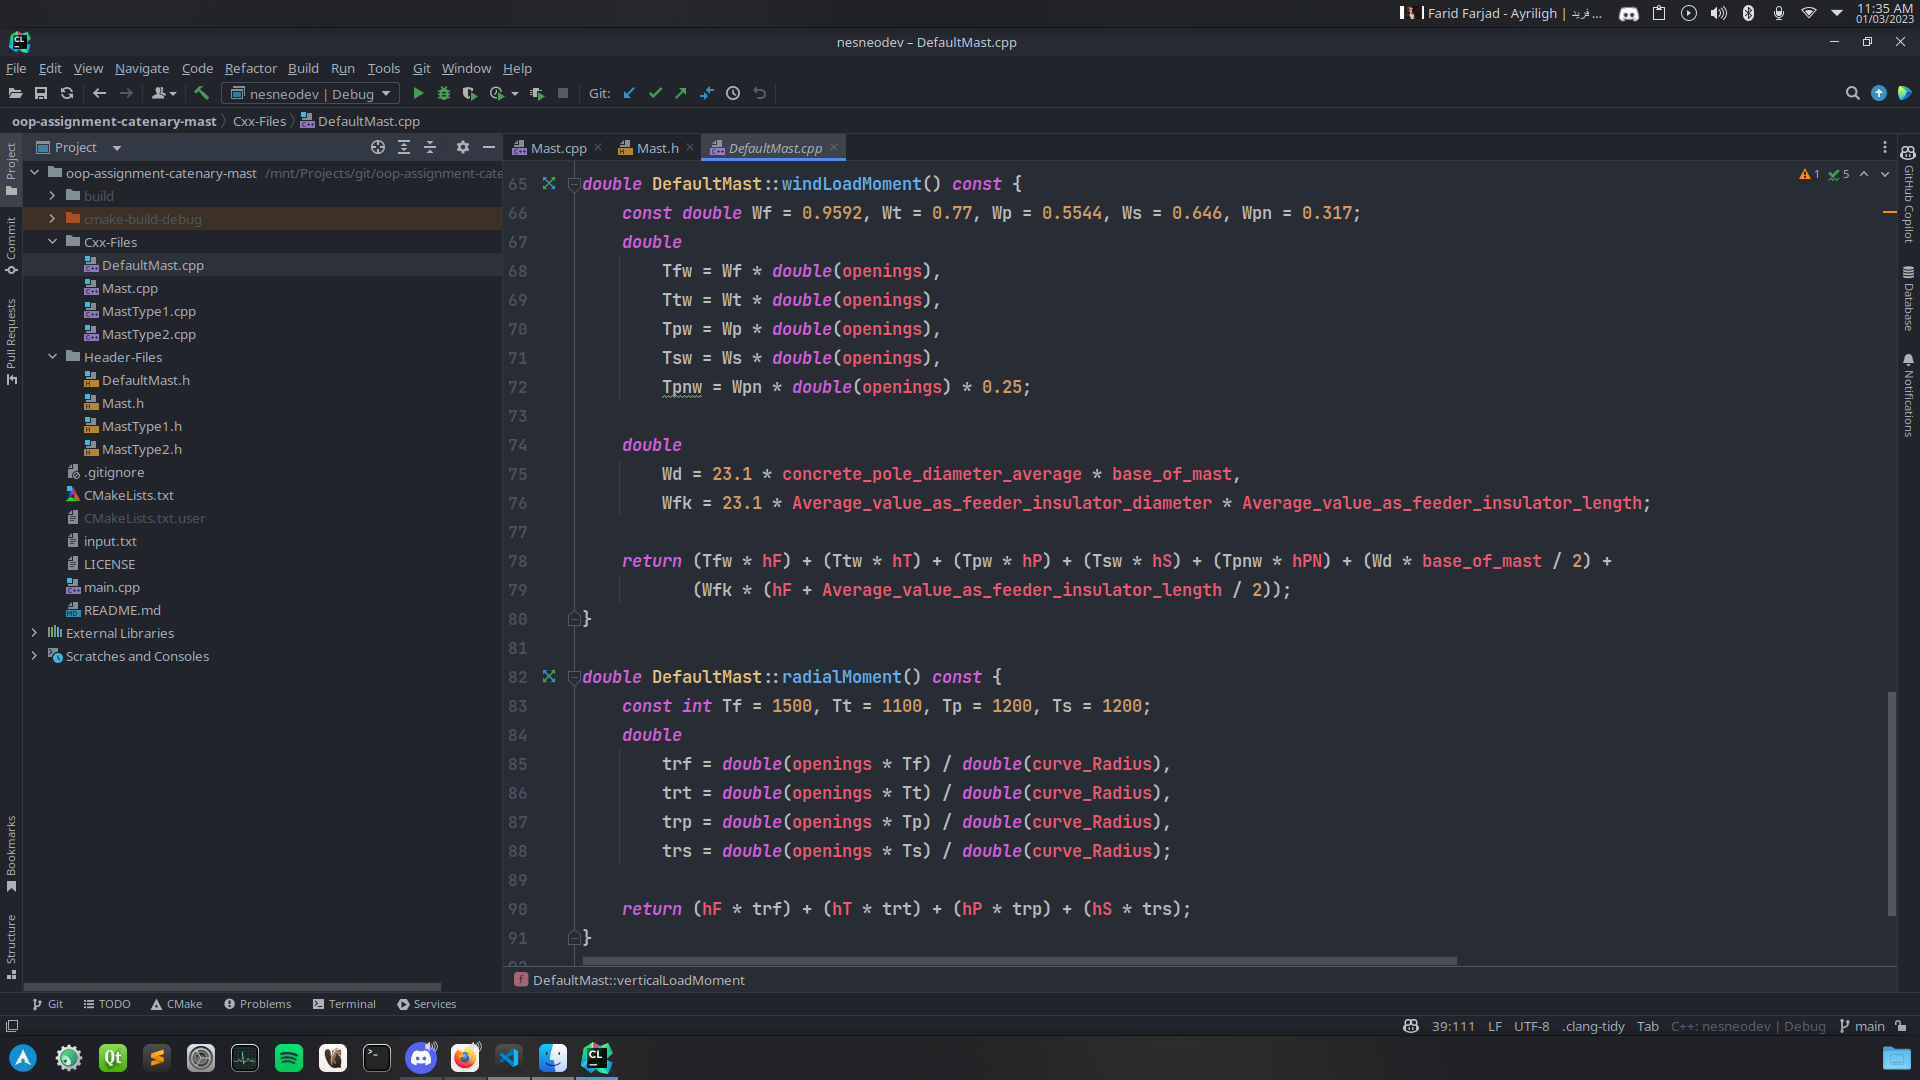 Farid Farjad - Ayriligh | فرید ...
11:35 AM
01/03/2023
CL
nesneodev – DefaultMast.cpp
File Edit View Navigate Code Refactor Build Run Tools Git Window Help
nesneodev | Debug
Git:
oop-assignment-catenary-mast Cxx-Files DefaultMast.cpp
Project
Commit
Pull Requests
Bookmarks
Structure
Project
oop-assignment-catenary-mast /mnt/Projects/git/oop-assignment-cate
build
cmake-build-debug
Cxx-Files
DefaultMast.cpp
Mast.cpp
MastType1.cpp
MastType2.cpp
Header-Files
DefaultMast.h
Mast.h
MastType1.h
MastType2.h
.gitignore
CMakeLists.txt
CMakeLists.txt.user
input.txt
LICENSE
main.cpp
README.md
External Libraries
Scratches and Consoles
Mast.cpp Mast.h DefaultMast.cpp
1 5
65 double DefaultMast::windLoadMoment() const {
66 const double Wf = 0.9592, Wt = 0.77, Wp = 0.5544, Ws = 0.646, Wpn = 0.317;
67 double
68 Tfw = Wf * double(openings),
69 Ttw = Wt * double(openings),
70 Tpw = Wp * double(openings),
71 Tsw = Ws * double(openings),
72 Tpnw = Wpn * double(openings) * 0.25;
73
74 double
75 Wd = 23.1 * concrete_pole_diameter_average * base_of_mast,
76 Wfk = 23.1 * Average_value_as_feeder_insulator_diameter * Average_value_as_feeder_insulator_length;
77
78 return (Tfw * hF) + (Ttw * hT) + (Tpw * hP) + (Tsw * hS) + (Tpnw * hPN) + (Wd * base_of_mast / 2) +
79 (Wfk * (hF + Average_value_as_feeder_insulator_length / 2));
80 }
81
82 double DefaultMast::radialMoment() const {
83 const int Tf = 1500, Tt = 1100, Tp = 1200, Ts = 1200;
84 double
85 trf = double(openings * Tf) / double(curve_Radius),
86 trt = double(openings * Tt) / double(curve_Radius),
87 trp = double(openings * Tp) / double(curve_Radius),
88 trs = double(openings * Ts) / double(curve_Radius);
89
90 return (hF * trf) + (hT * trt) + (hP * trp) + (hS * trs);
91 }
f DefaultMast::verticalLoadMoment
GitHub Copilot
Database
Notifications
Git TODO CMake Problems Terminal Services
39:111 LF UTF-8 .clang-tidy Tab C++: nesneodev | Debug main
Qt
CL